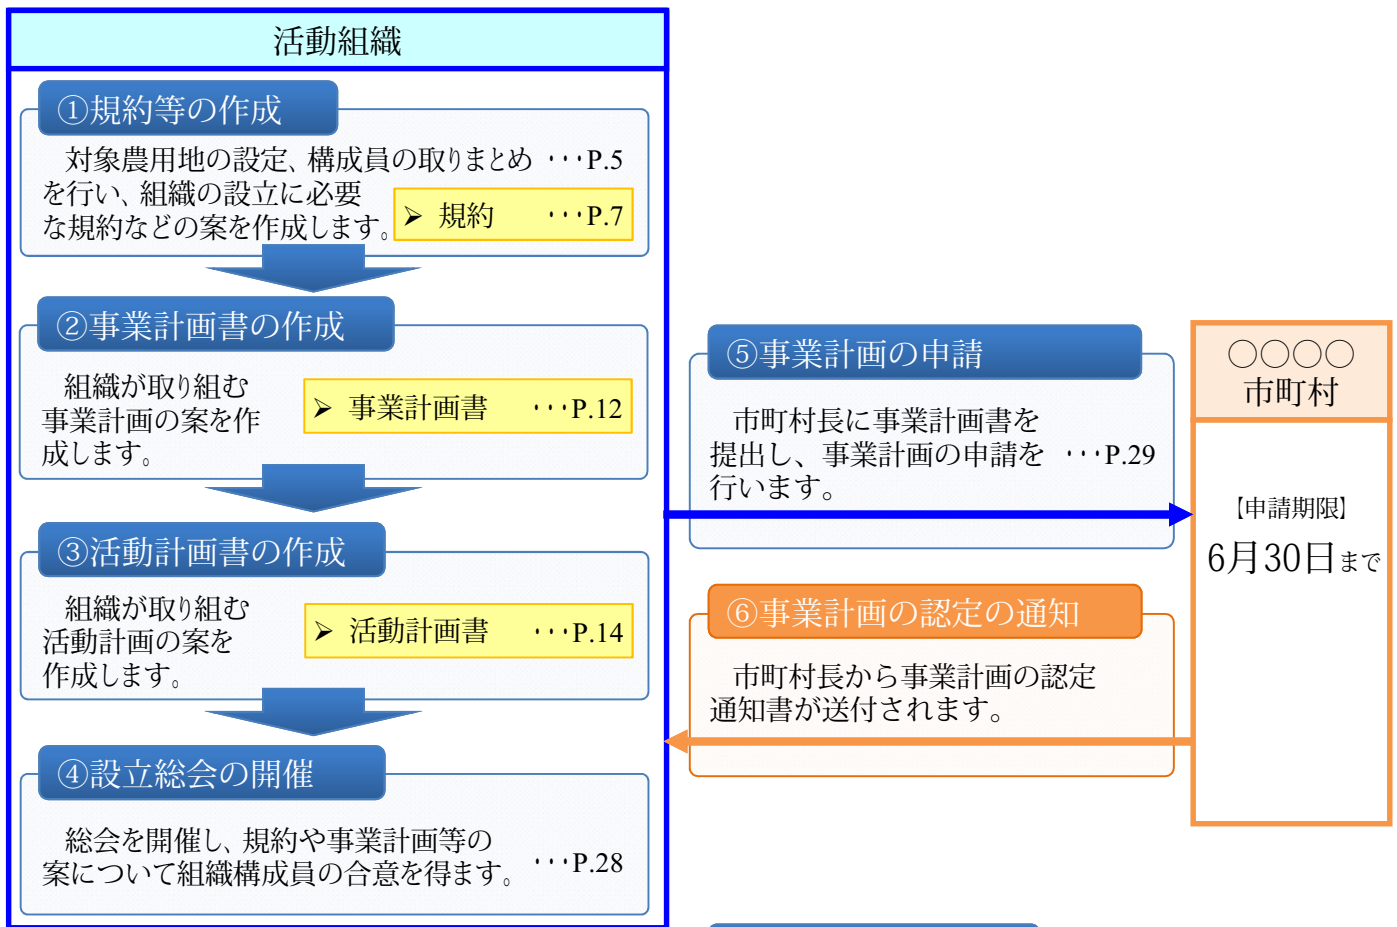 活動組織
①規約等の作成
対象農用地の設定、構成員の取りまとめ ・・・P.5
を行い、組織の設立に必要
な規約などの案を作成します。
➢ 規約 ・・・P.7
②事業計画書の作成
組織が取り組む
事業計画の案を作
成します。
➢ 事業計画書 ・・・P.12
③活動計画書の作成
組織が取り組む
活動計画の案を
作成します。
➢ 活動計画書 ・・・P.14
④設立総会の開催
総会を開催し、規約や事業計画等の
案について組織構成員の合意を得ます。 ・・・P.28
⑤事業計画の申請
市町村長に事業計画書を
提出し、事業計画の申請を ・・・P.29
行います。
⑥事業計画の認定の通知
市町村長から事業計画の認定
通知書が送付されます。
〇〇〇〇
市町村
【申請期限】
6月30日まで